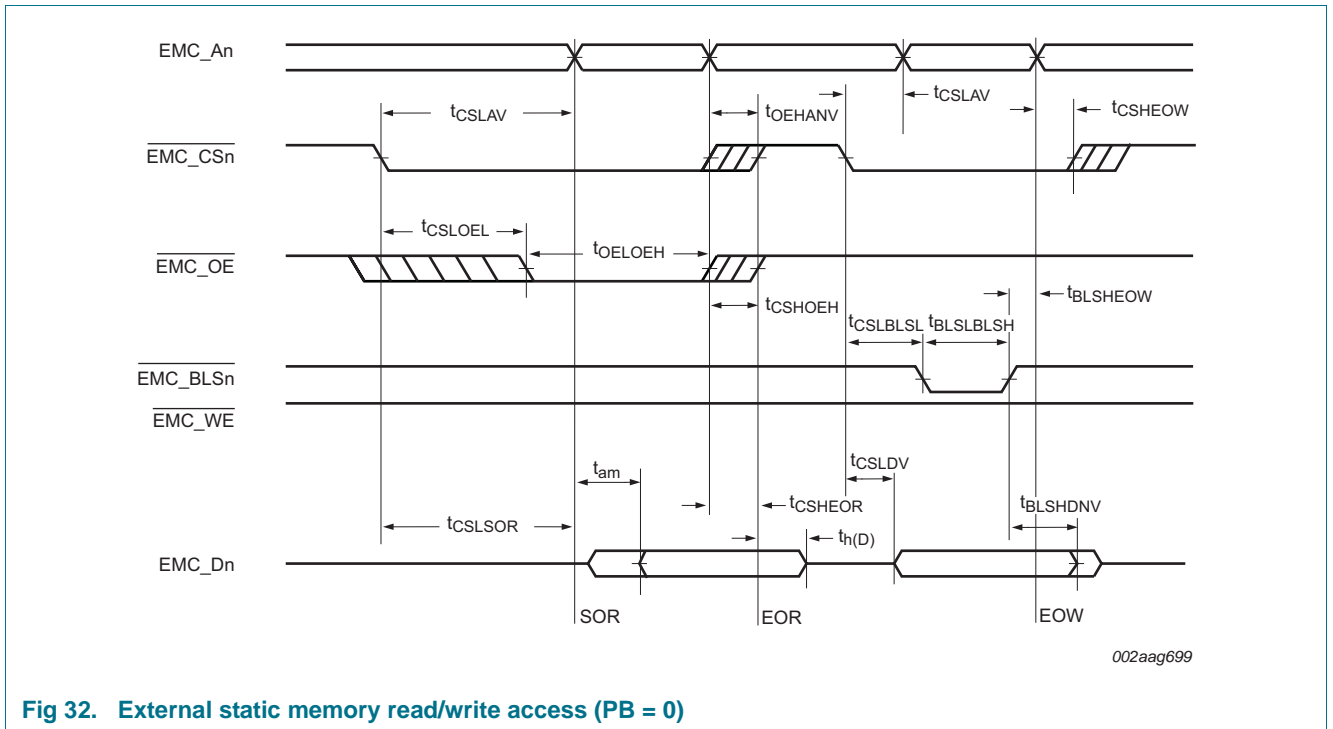 EMC_An
tCSLAV
tOEHANV
tCSLAV
tCSHEOW
EMC_CSn
tCSLOEL
tOELOEH
EMC_OE
tCSHOEH
tBLSHEOW
tCSLBLSL
tBLSLBLSH
EMC_BLSn
EMC_WE
tam
tCSLDV
tCSHEOR
tBLSHDNV
tCSLSOR
th(D)
EMC_Dn
SOR
EOR
EOW
002aag699
Fig 32. External static memory read/write access (PB = 0)